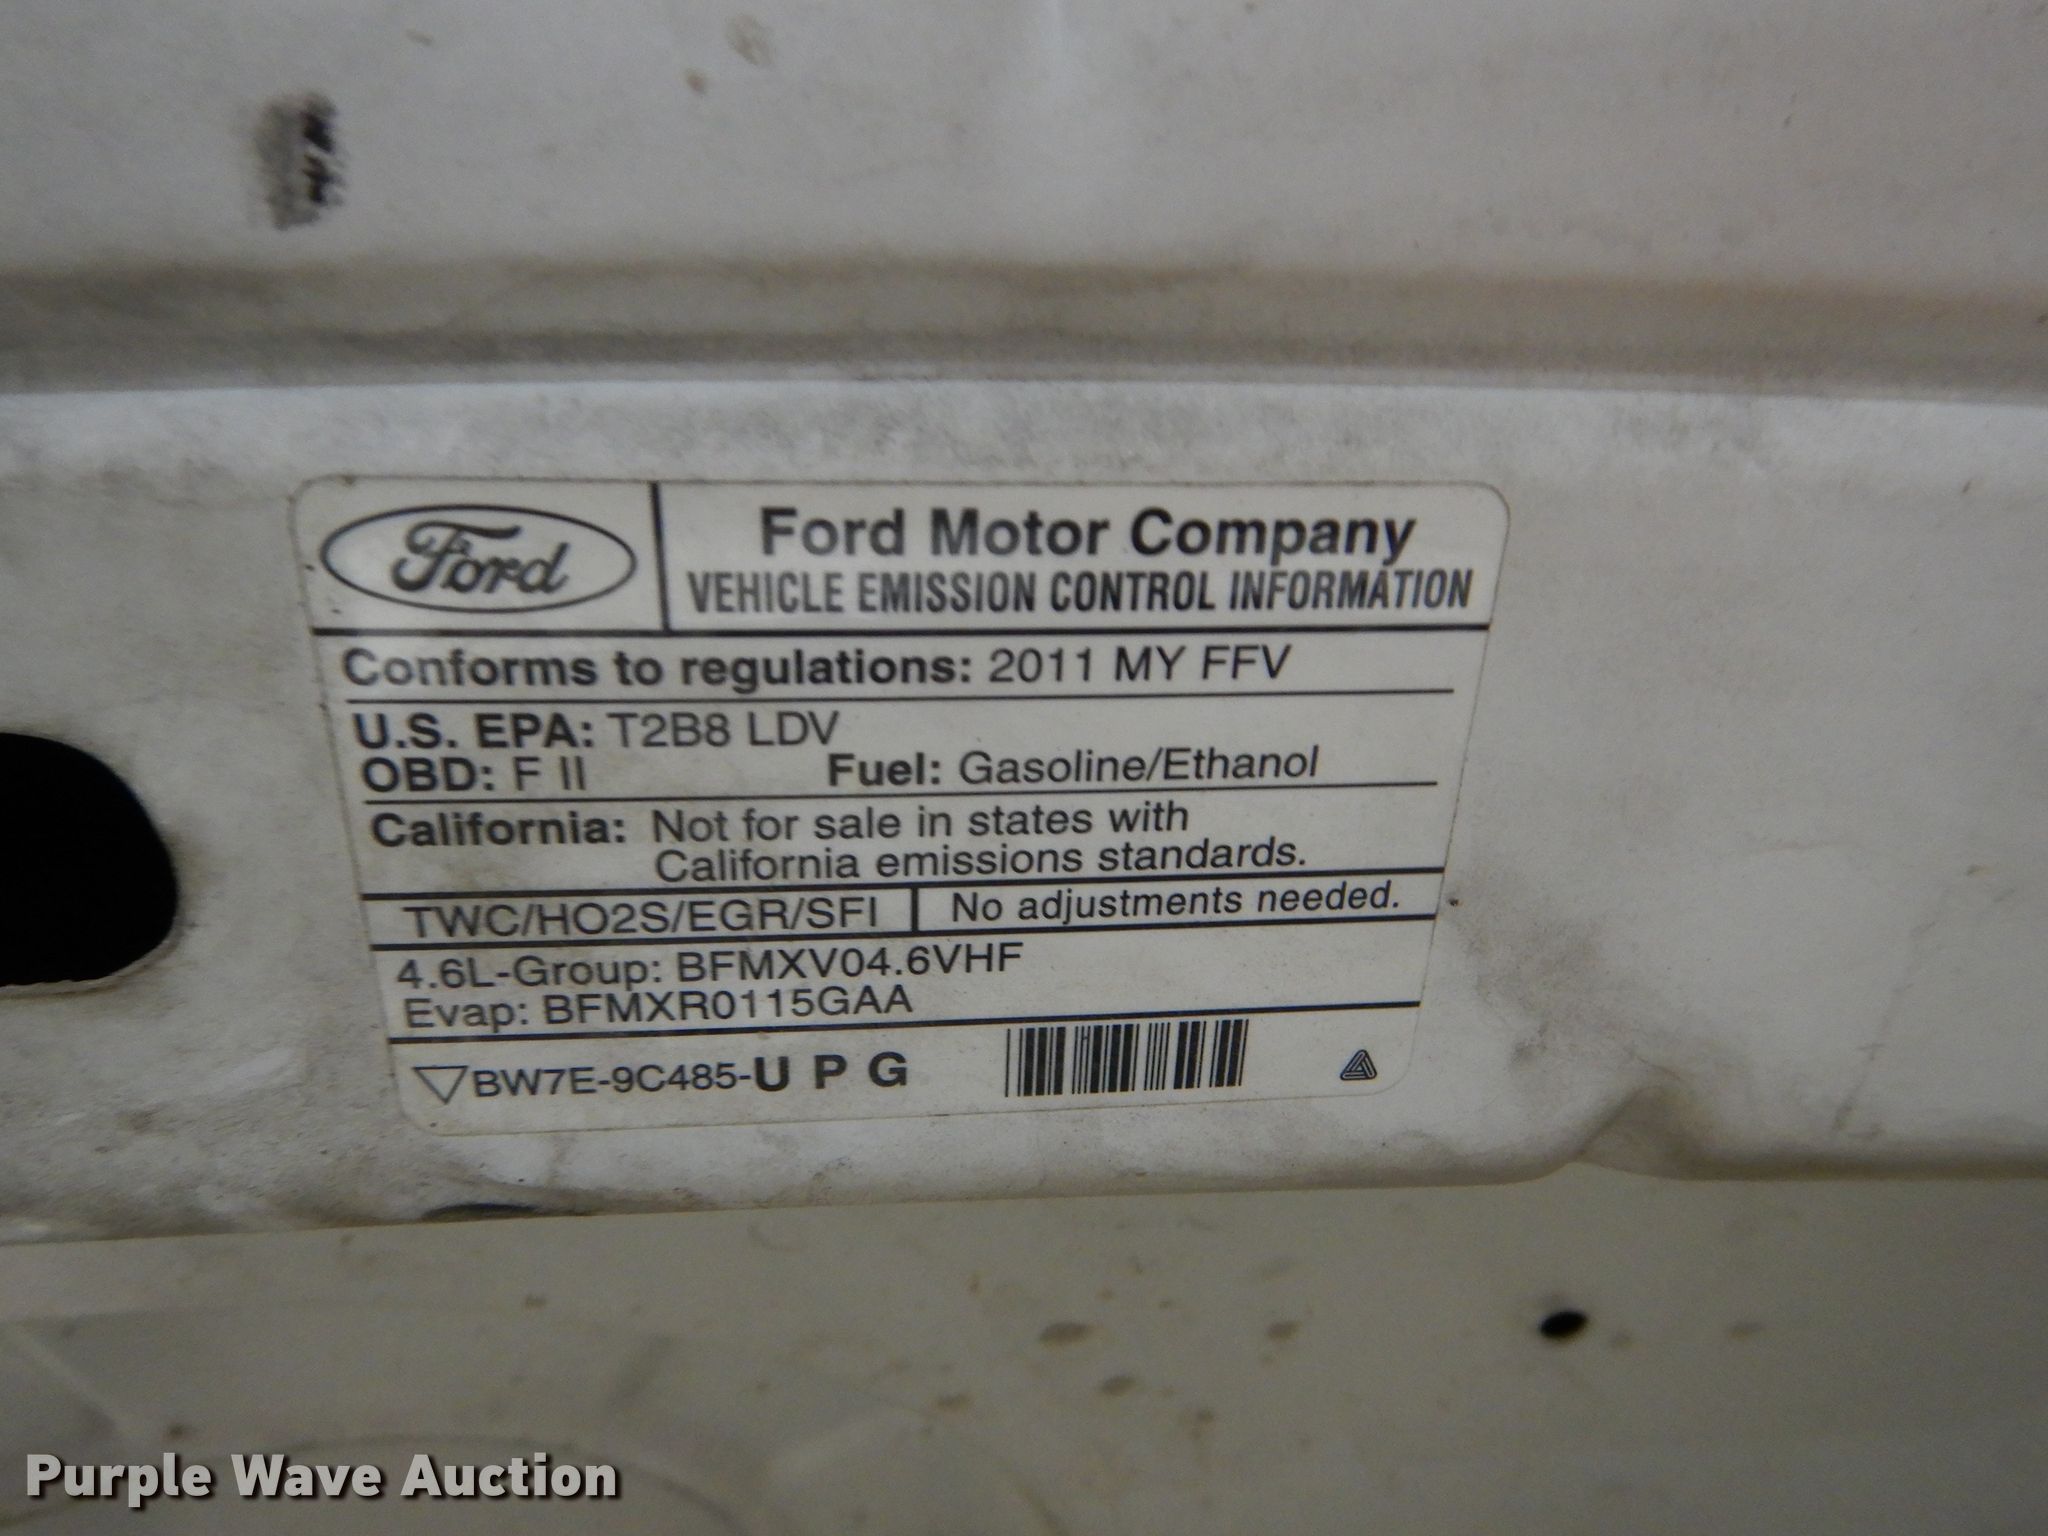 Ford
Ford Motor Company
VEHICLE EMISSION CONTROL INFORMATION
Conforms to regulations: 2011 MY FFV
U.S. EPA: T2B8 LDV
OBD: F II Fuel: Gasoline/Ethanol
California: Not for sale in states with
California emissions standards.
TWC/HO2S/EGR/SFI No adjustments needed.
4.6L-Group: BFMXV04.6VHF
Evap: BFMXR0115GAA
BW7E-9C485-U P G
Purple Wave Auction